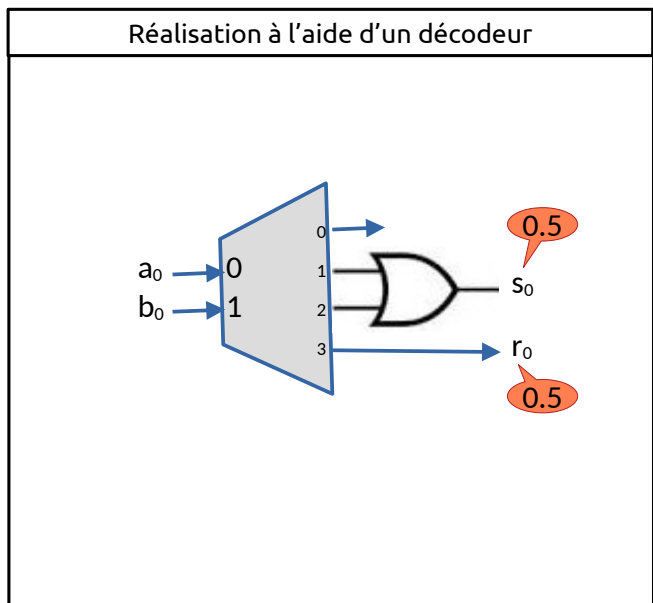 Réalisation à l’aide d’un décodeur
0
0.5
a₀
0
1
s₀
b₀
1
2
3
r₀
0.5